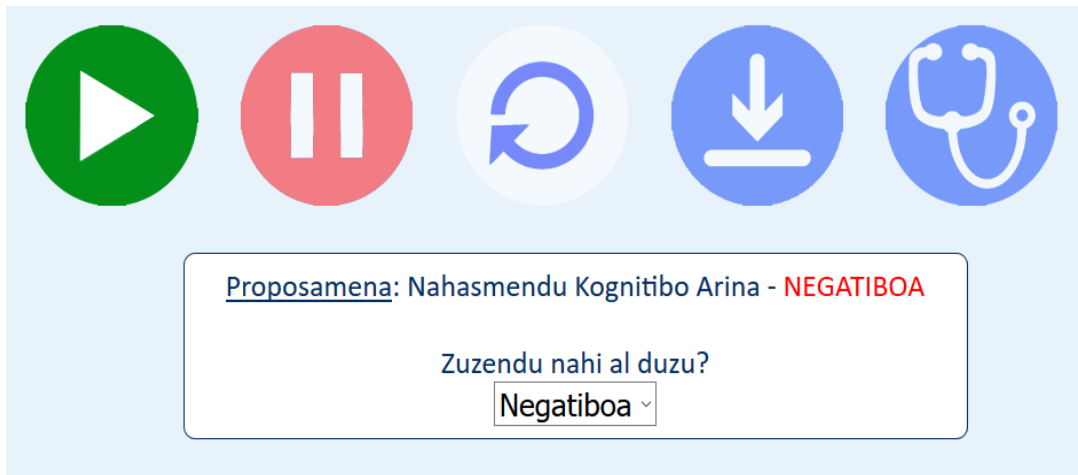 Proposamena: Nahasmendu Kognitibo Arina - NEGATIBOA
Zuzendu nahi al duzu?
Negatiboa